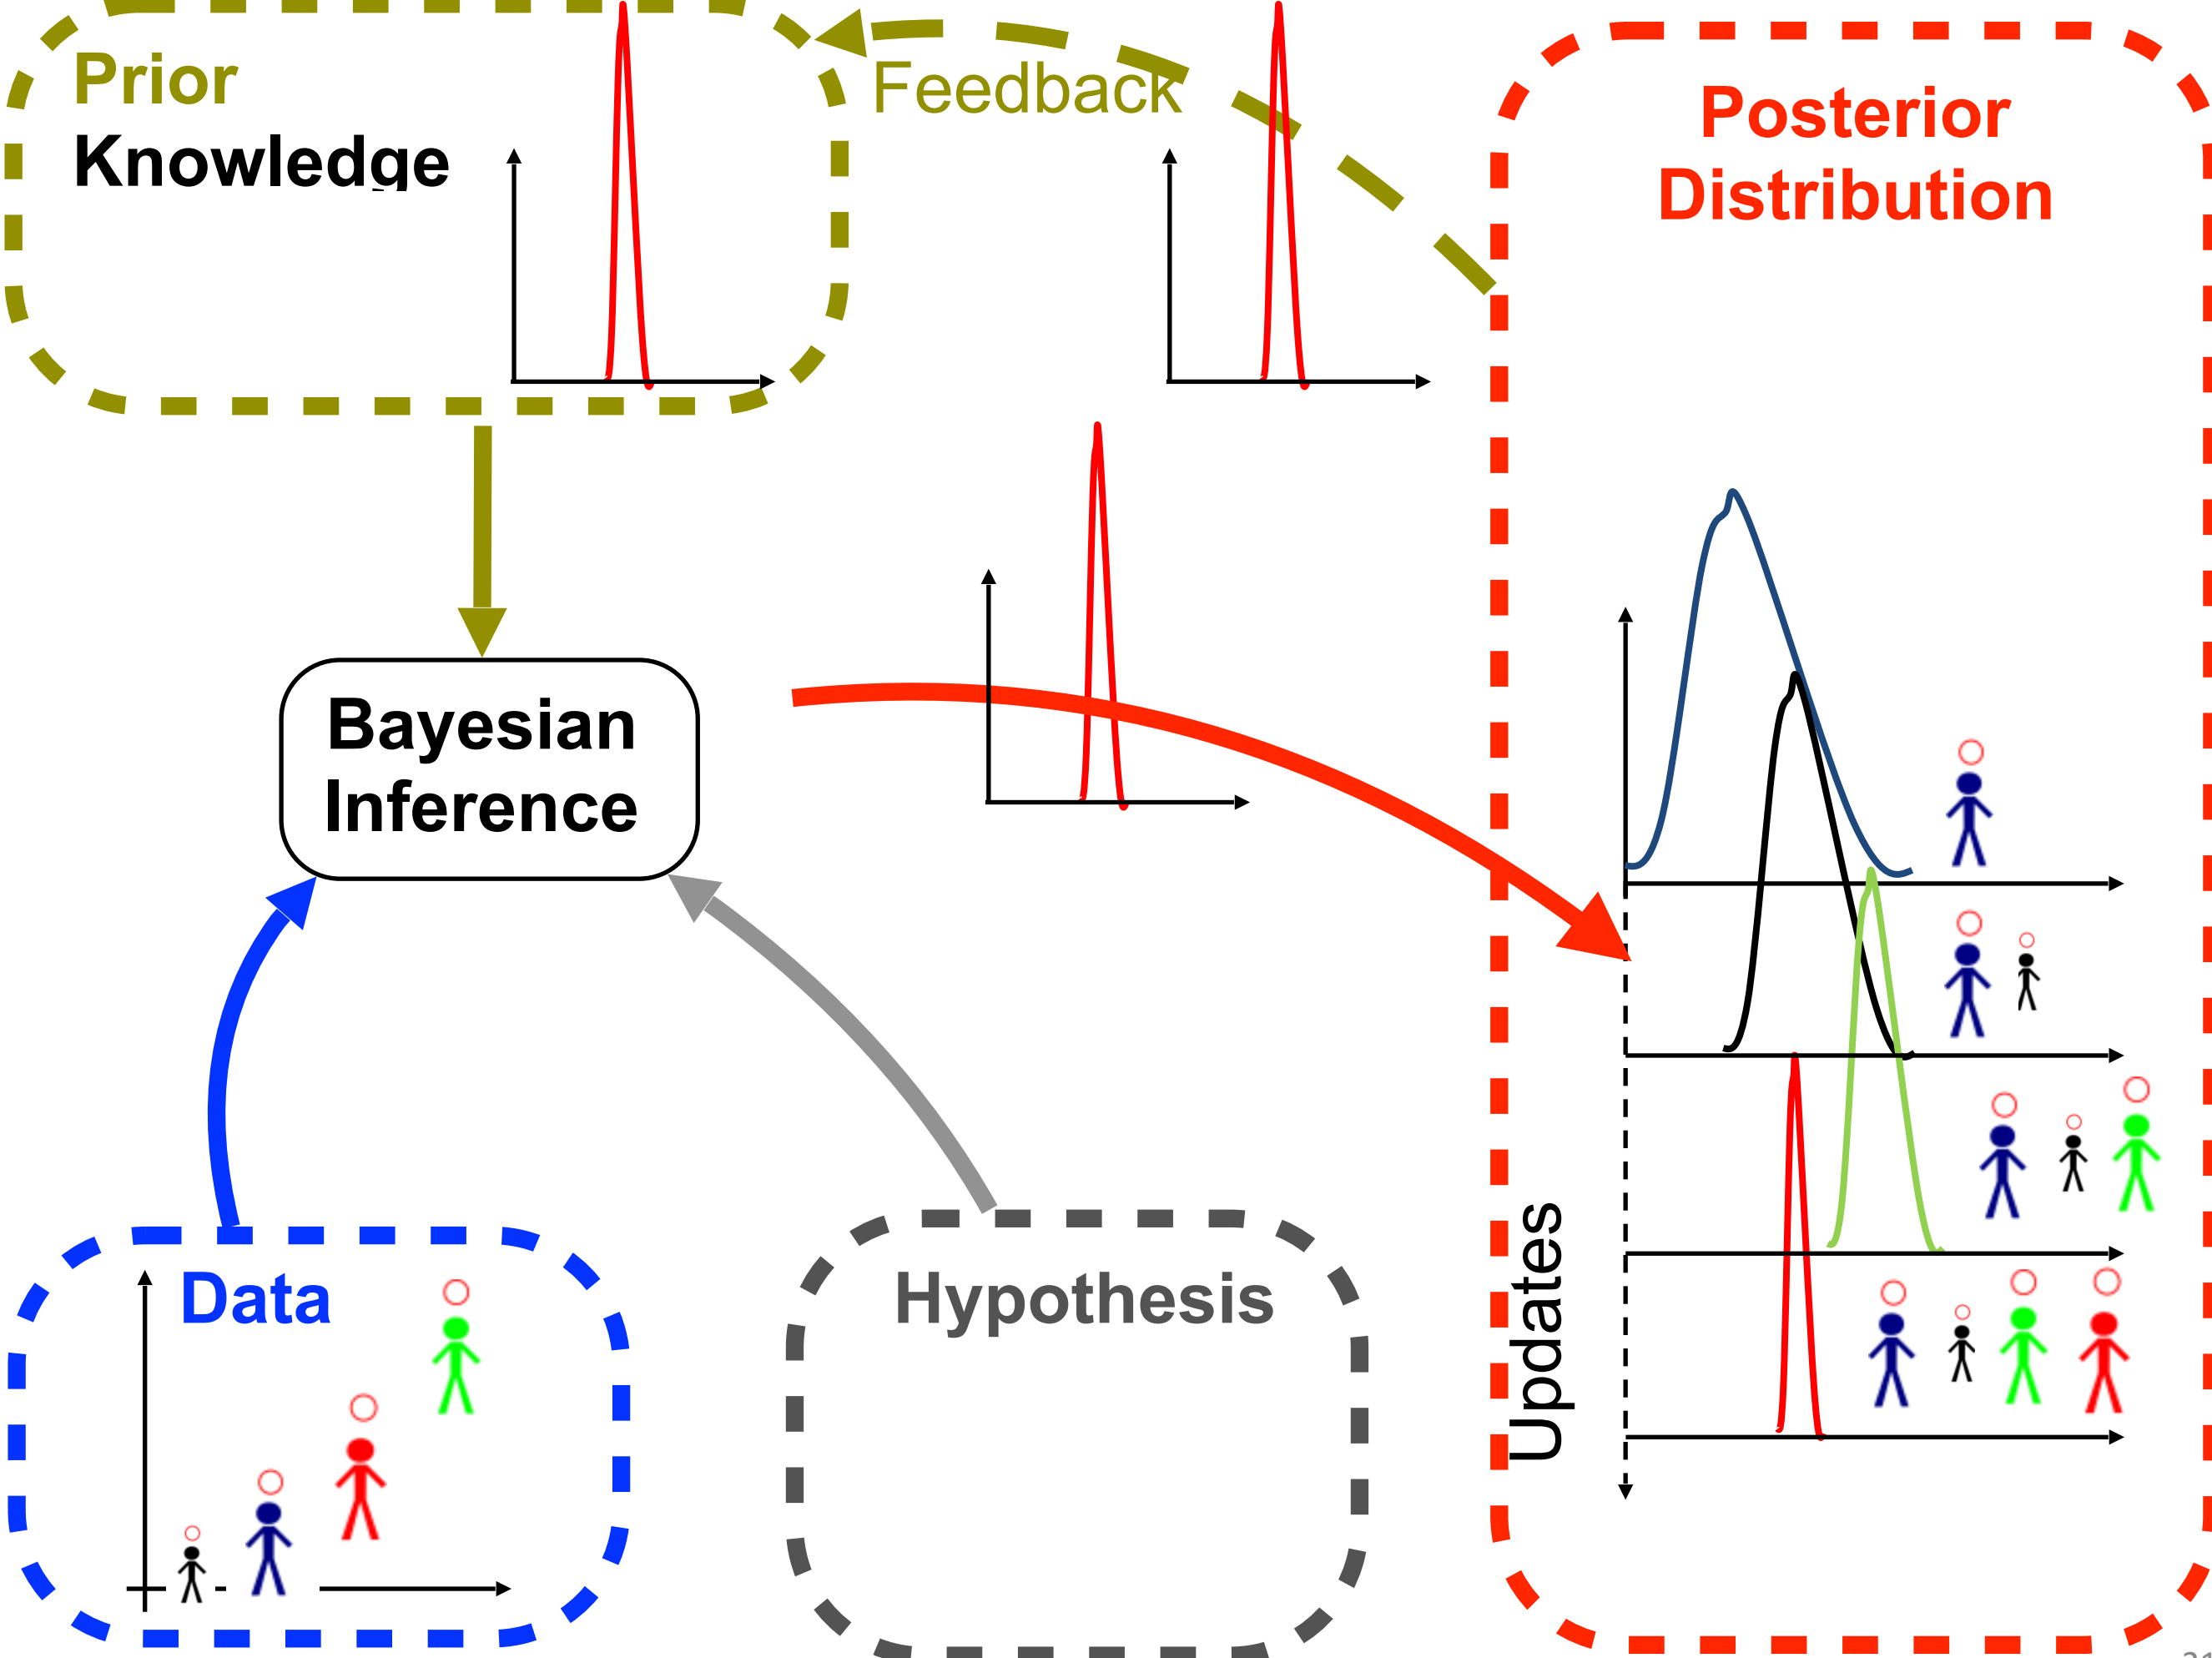 Prior
Knowledge
Feedback
Posterior
Distribution
Bayesian
Inference
Data
Hypothesis
Updates